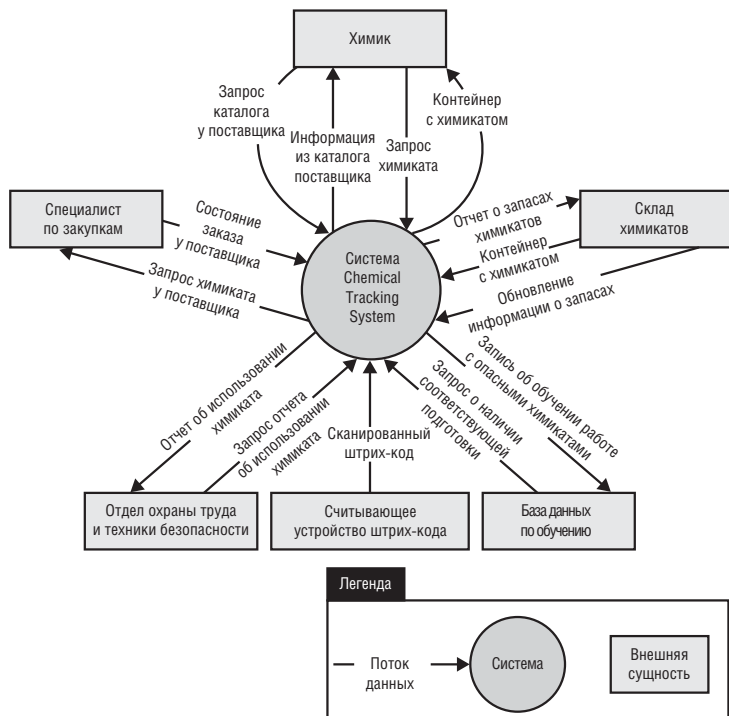 Химик
Запрос
каталога
у поставщика
Информация
из каталога
поставщика
Запрос
химиката
Контейнер
с химикатом
Специалист
по закупкам
Состояние
заказа
у поставщика
Запрос химиката
у поставщика
Система
Chemical
Tracking
System
Отчет о запасах
химикатов
Контейнер
с химикатом
Обновление
информации о запасах
Склад
химикатов
Отчет об использовании
химиката
Запрос отчета
об использовании
химиката
Сканированный
штрих-код
Запрос о наличии
соответствующей
подготовки
Запись об обучении работе
с опасными химикатами
Отдел охраны труда
и техники безопасности
Считывающее
устройство штрих-кода
База данных
по обучению
Легенда
Поток
данных
Система
Внешняя
сущность